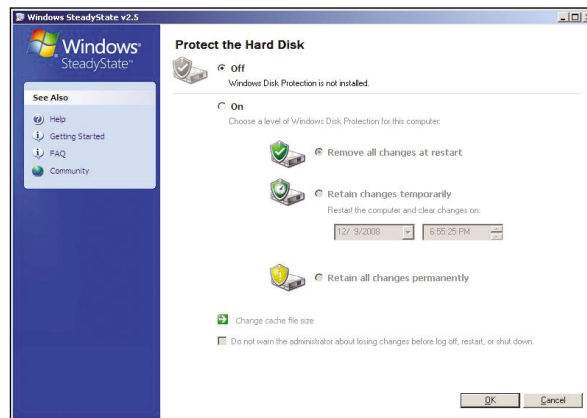 Windows SteadyState v2.5
Windows®
SteadyState™
See Also
Help
Getting Started
FAQ
Community
Protect the Hard Disk
Off
Windows Disk Protection is not installed.
On
Choose a level of Windows Disk Protection for this computer:
Remove all changes at restart
Retain changes temporarily
Restart the computer and clear changes on:
12/ 9/2008
6:55:25 PM
Retain all changes permanently
Change cache file size
Do not warn the administrator about losing changes before log off, restart, or shut down.
OK
Cancel